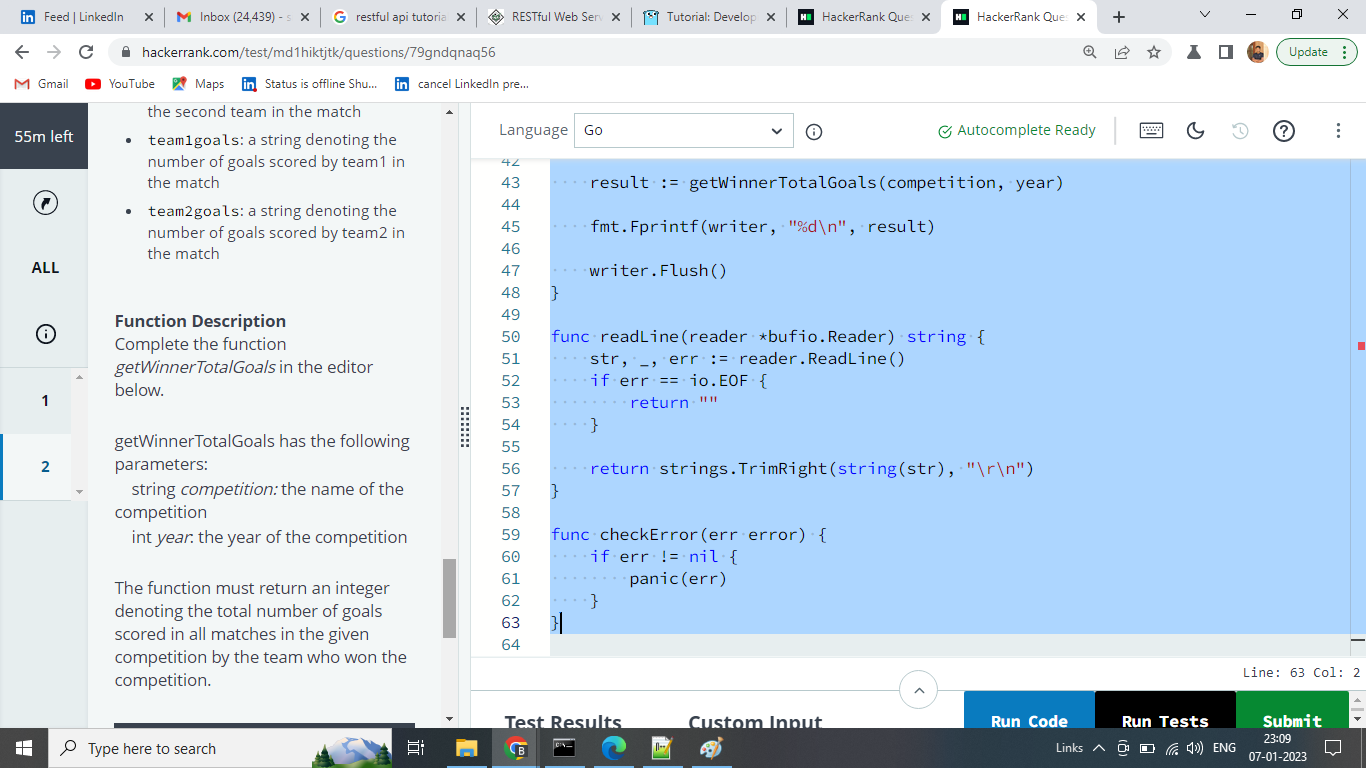 Feed | LinkedIn
Inbox (24,439) - s
restful api tutoria
RESTful Web Serv
Tutorial: Develop
HackerRank Ques
HackerRank Ques
hackerrank.com/test/md1hiktjtk/questions/79gndqnaq56
Update
Gmail
YouTube
Maps
Status is offline Shu...
cancel LinkedIn pre...
55m left
ALL
1
2
the second team in the match
team1goals: a string denoting the
number of goals scored by team1 in
the match
team2goals: a string denoting the
number of goals scored by team2 in
the match
Function Description
Complete the function
getWinnerTotalGoals in the editor
below.
getWinnerTotalGoals has the following
parameters:
string competition: the name of the
competition
int year: the year of the competition
The function must return an integer
denoting the total number of goals
scored in all matches in the given
competition by the team who won the
competition.
Language
Go
Autocomplete Ready
42
43 result := getWinnerTotalGoals(competition, year)
44
45 fmt.Fprintf(writer, "%d\n", result)
46
47 writer.Flush()
48 }
49
50 func readLine(reader *bufio.Reader) string {
51 str, _, err := reader.ReadLine()
52 if err == io.EOF {
53 return ""
54 }
55
56 return strings.TrimRight(string(str), "\r\n")
57 }
58
59 func checkError(err error) {
60 if err != nil {
61 panic(err)
62 }
63 }
64
Line: 63 Col: 2
Test Results
Custom Input
Run Code
Run Tests
Submit
Type here to search
Links
ENG
23:09
07-01-2023